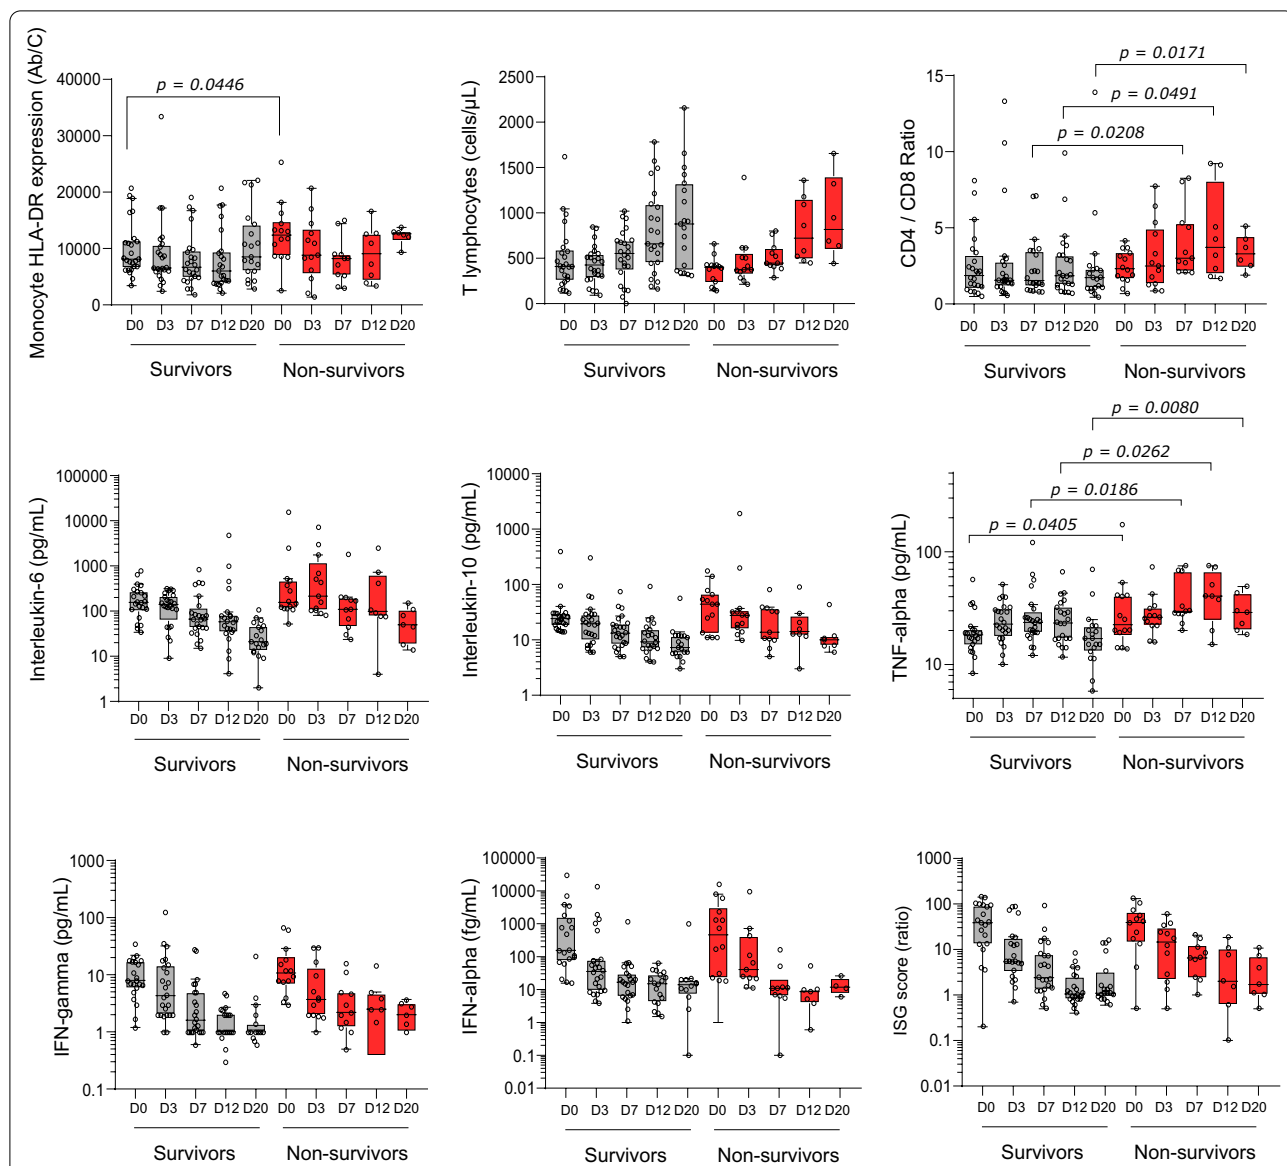 Monocyte HLA-DR expression (Ab/C)
40000
30000
20000
10000
0
p = 0.0446
D0 D3 D7 D12 D20 D0 D3 D7 D12 D20
Survivors Non-survivors
T lymphocytes (cells/µL)
2500
2000
1500
1000
500
0
D0 D3 D7 D12 D20 D0 D3 D7 D12 D20
Survivors Non-survivors
CD4 / CD8 Ratio
15
10
5
0
p = 0.0171
p = 0.0491
p = 0.0208
D0 D3 D7 D12 D20 D0 D3 D7 D12 D20
Survivors Non-survivors
Interleukin-6 (pg/mL)
100000
10000
1000
100
10
1
D0 D3 D7 D12 D20 D0 D3 D7 D12 D20
Survivors Non-survivors
Interleukin-10 (pg/mL)
10000
1000
100
10
1
D0 D3 D7 D12 D20 D0 D3 D7 D12 D20
Survivors Non-survivors
TNF-alpha (pg/mL)
100
10
p = 0.0080
p = 0.0262
p = 0.0186
p = 0.0405
D0 D3 D7 D12 D20 D0 D3 D7 D12 D20
Survivors Non-survivors
IFN-gamma (pg/mL)
1000
100
10
1
0.1
D0 D3 D7 D12 D20 D0 D3 D7 D12 D20
Survivors Non-survivors
IFN-alpha (fg/mL)
100000
10000
1000
100
10
1
0.1
0.01
D0 D3 D7 D12 D20 D0 D3 D7 D12 D20
Survivors Non-survivors
ISG score (ratio)
1000
100
10
1
0.1
0.01
D0 D3 D7 D12 D20 D0 D3 D7 D12 D20
Survivors Non-survivors